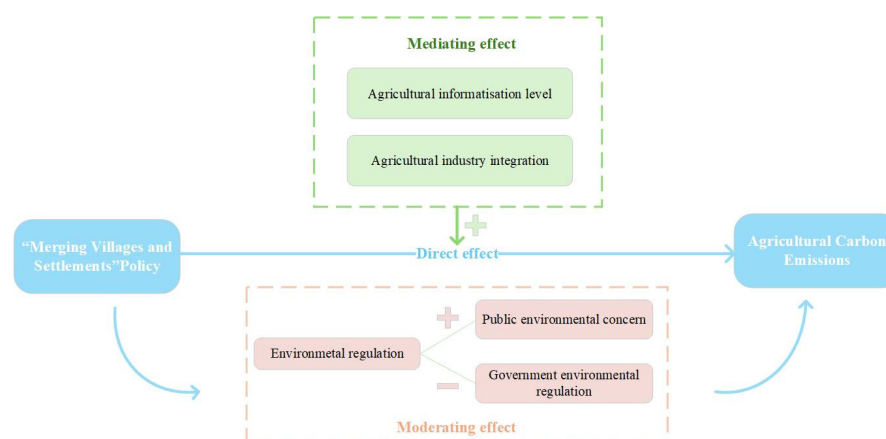 Mediating effect
Agricultural informatisation level
Agricultural industry integration
“Merging Villages and
Settlements”Policy
Direct effect
Agricultural Carbon
Emissions
Public environmental concern
Environmetal regulation
Government environmental
regulation
Moderating effect